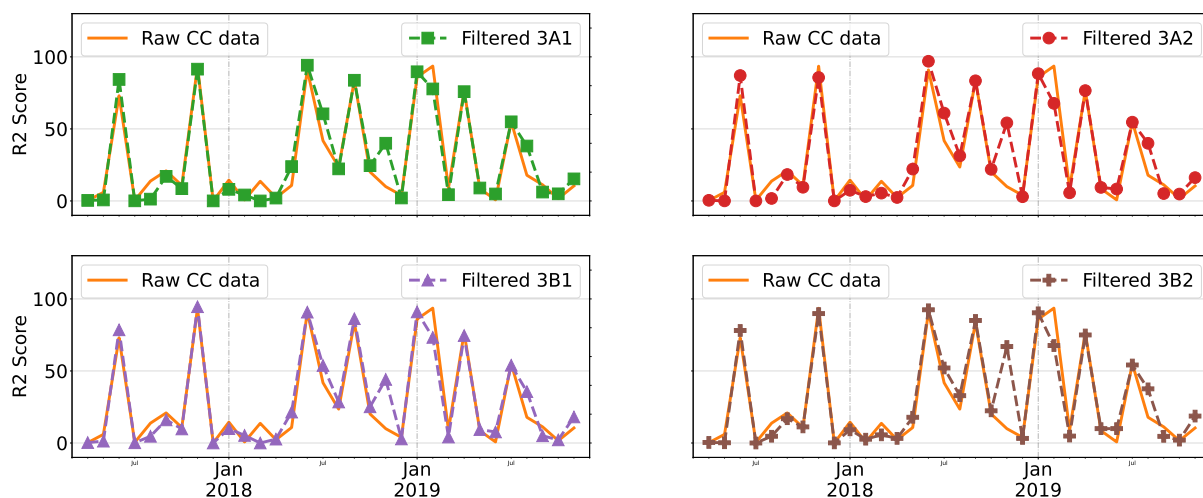 Raw CC data
Filtered 3A1
Raw CC data
Filtered 3A2
100
50
0
R2 Score
Raw CC data
Filtered 3B1
Raw CC data
Filtered 3B2
100
50
0
R2 Score
Jul
Jan
2018
Jul
Jan
2019
Jul
Jul
Jan
2018
Jul
Jan
2019
Jul